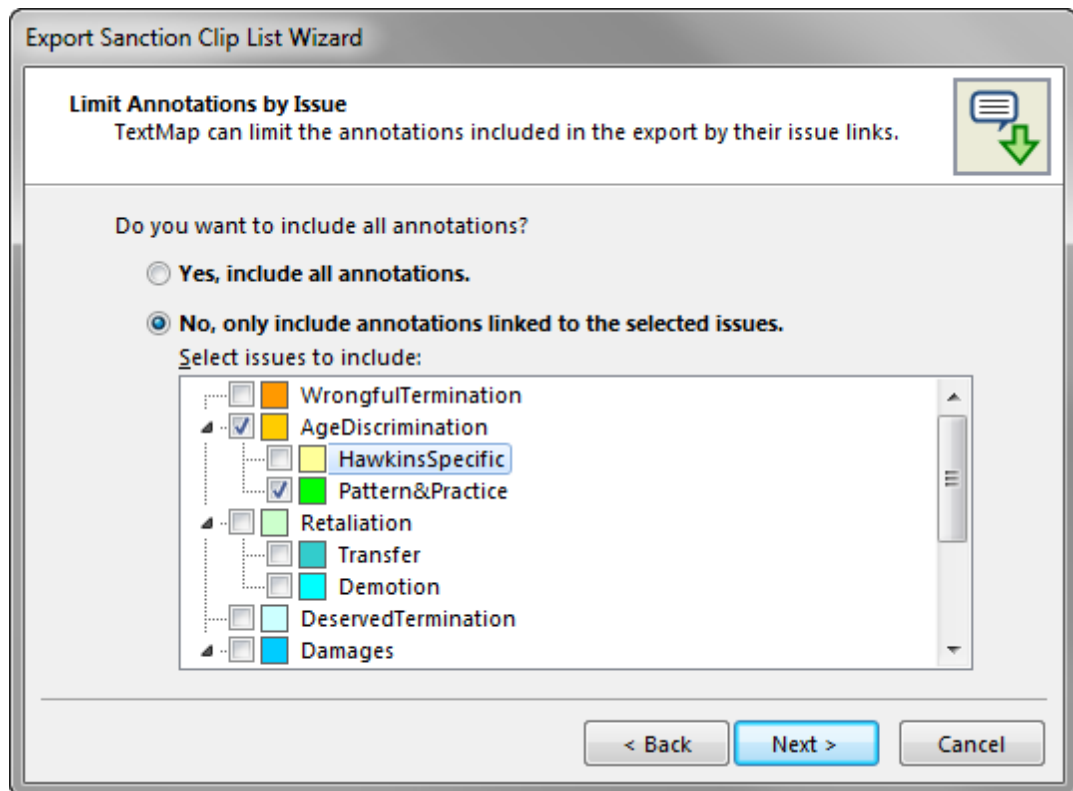 Export Sanction Clip List Wizard
Limit Annotations by Issue
TextMap can limit the annotations included in the export by their issue links.
Do you want to include all annotations?
Yes, include all annotations.
No, only include annotations linked to the selected issues.
Select issues to include:
WrongfulTermination
AgeDiscrimination
HawkinsSpecific
Pattern&Practice
Retaliation
Transfer
Demotion
DeservedTermination
Damages
< Back Next > Cancel